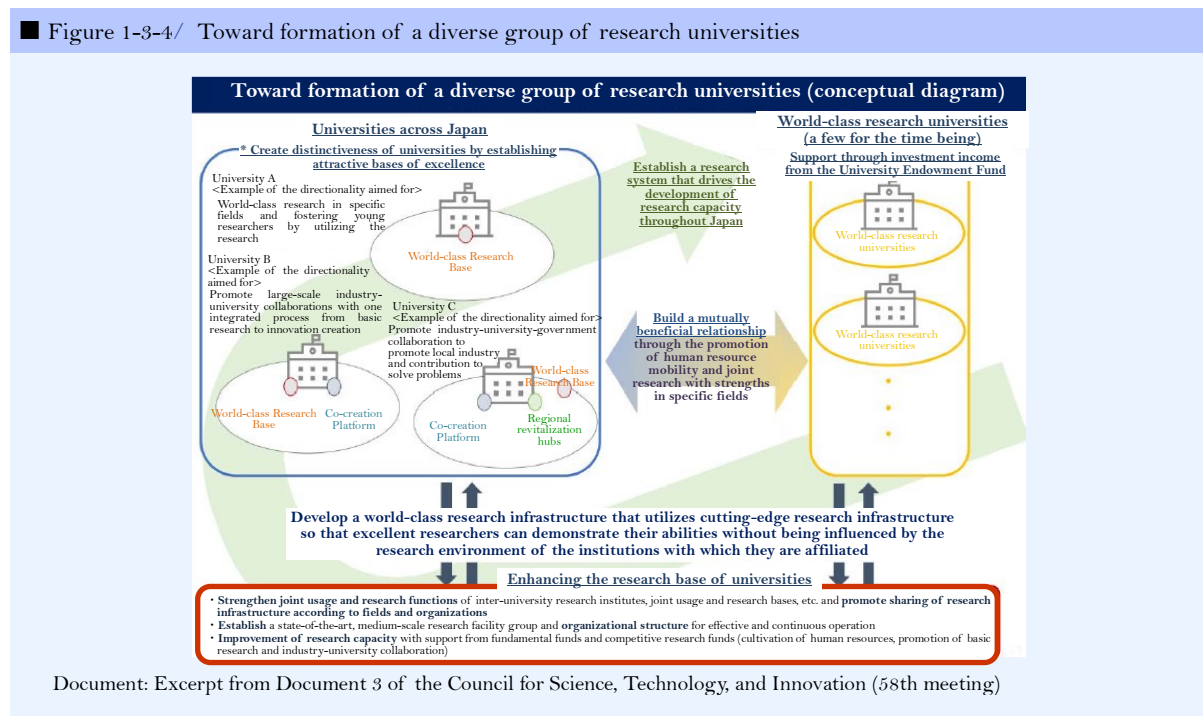 ■ Figure 1-3-4/ Toward formation of a diverse group of research universities
Toward formation of a diverse group of research universities (conceptual diagram)
Universities across Japan
* Create distinctiveness of universities by establishing
attractive bases of excellence
University A
<Example of the directionality aimed for>
World-class research in specific
fields and fostering young
researchers by utilizing the
research
World-class Research
Base
University B
<Example of the directionality
aimed for>
Promote large-scale industry-
university collaborations with one
integrated process from basic
research to innovation creation
World-class Research
Base
Co-creation
Platform
University C
<Example of the directionality aimed for>
Promote industry-university-government
collaboration to
promote local industry
and contribution to
solve problems
World-class
Research Base
Co-creation
Platform
Regional
revitalization
hubs
Establish a research
system that drives the
development of
research capacity
throughout Japan
Build a mutually
beneficial relationship
through the promotion
of human resource
mobility and joint
research with strengths
in specific fields
World-class research universities
(a few for the time being)
Support through investment income
from the University Endowment Fund
World-class research
universities
World-class research
universities
Develop a world-class research infrastructure that utilizes cutting-edge research infrastructure
so that excellent researchers can demonstrate their abilities without being influenced by the
research environment of the institutions with which they are affiliated
Enhancing the research base of universities
・Strengthen joint usage and research functions of inter-university research institutes, joint usage and research bases, etc. and promote sharing of research
infrastructure according to fields and organizations
・Establish a state-of-the-art, medium-scale research facility group and organizational structure for effective and continuous operation
・Improvement of research capacity with support from fundamental funds and competitive research funds (cultivation of human resources, promotion of basic
research and industry-university collaboration)
Document: Excerpt from Document 3 of the Council for Science, Technology, and Innovation (58th meeting)